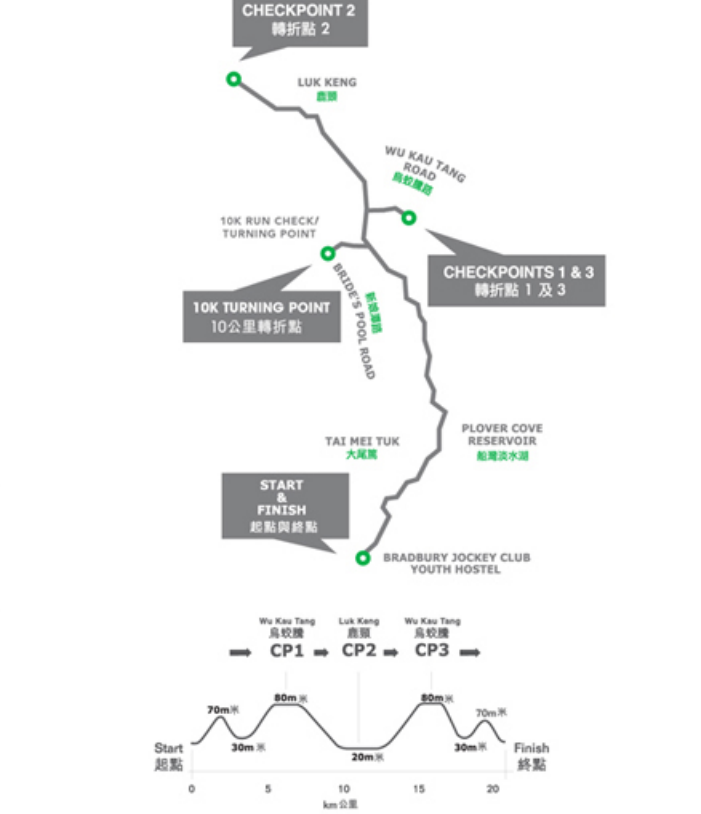 CHECKPOINT 2
轉折點 2
LUK KENG
鹿頸
WU KAU TANG
ROAD
烏蛟騰路
10K RUN CHECK/
TURNING POINT
CHECKPOINTS 1 & 3
轉折點 1 及 3
10K TURNING POINT
10公里轉折點
BRIDE'S POOL ROAD
新娘潭路
TAI MEI TUK
大尾篤
PLOVER COVE
RESERVOIR
船灣淡水湖
START
&
FINISH
起點與終點
BRADBURY JOCKEY CLUB
YOUTH HOSTEL
Wu Kau Tang
烏蛟騰
CP1
Luk Keng
鹿頸
CP2
Wu Kau Tang
烏蛟騰
CP3
70m米
80m米
80m米
70m米
30m米
20m米
30m米
Start
起點
Finish
終點
0 5 10 15 20
km公里